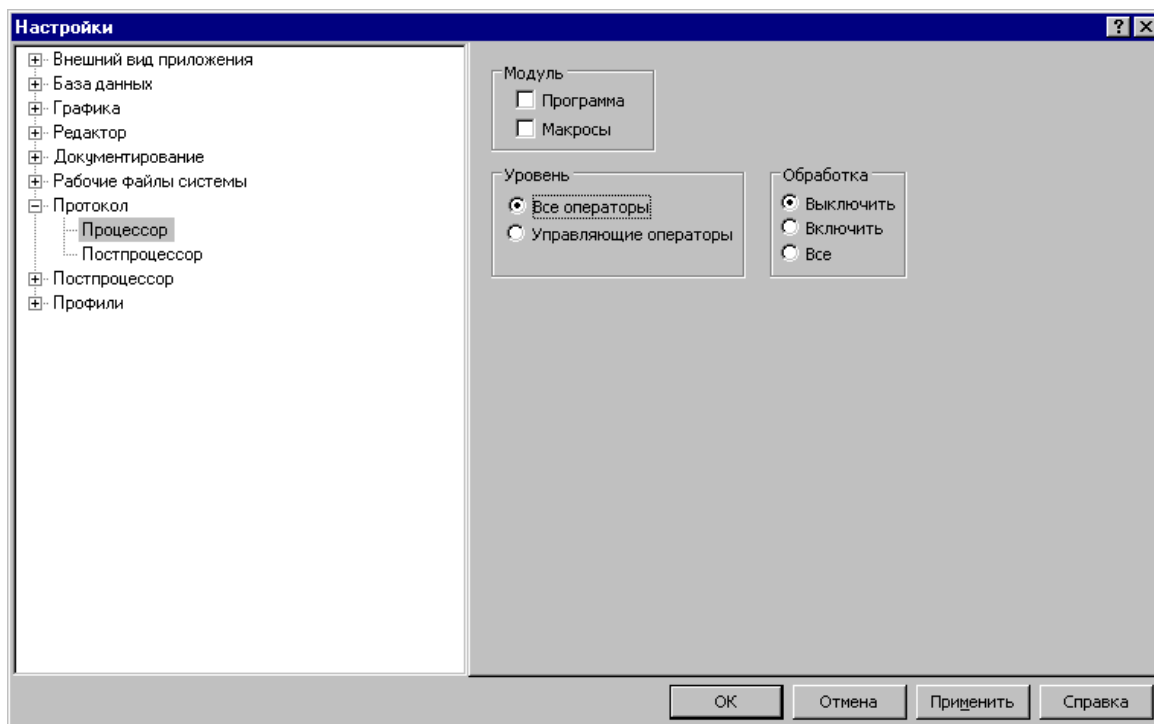 Настройки
Внешний вид приложения
База данных
Графика
Редактор
Документирование
Рабочие файлы системы
Протокол
Процессор
Постпроцессор
Постпроцессор
Профили
Модуль
Программа
Макросы
Уровень
Все операторы
Управляющие операторы
Обработка
Выключить
Включить
Все
ОК
Отмена
Применить
Справка